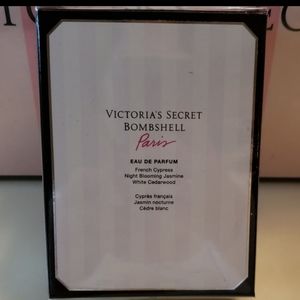 VICTORIA'S SECRET
BOMBSHELL
Paris
EAU DE PARFUM
French Cypress
Night Blooming Jasmine
White Cedarwood
Cyprès français
Jasmin nocturne
Cèdre blanc